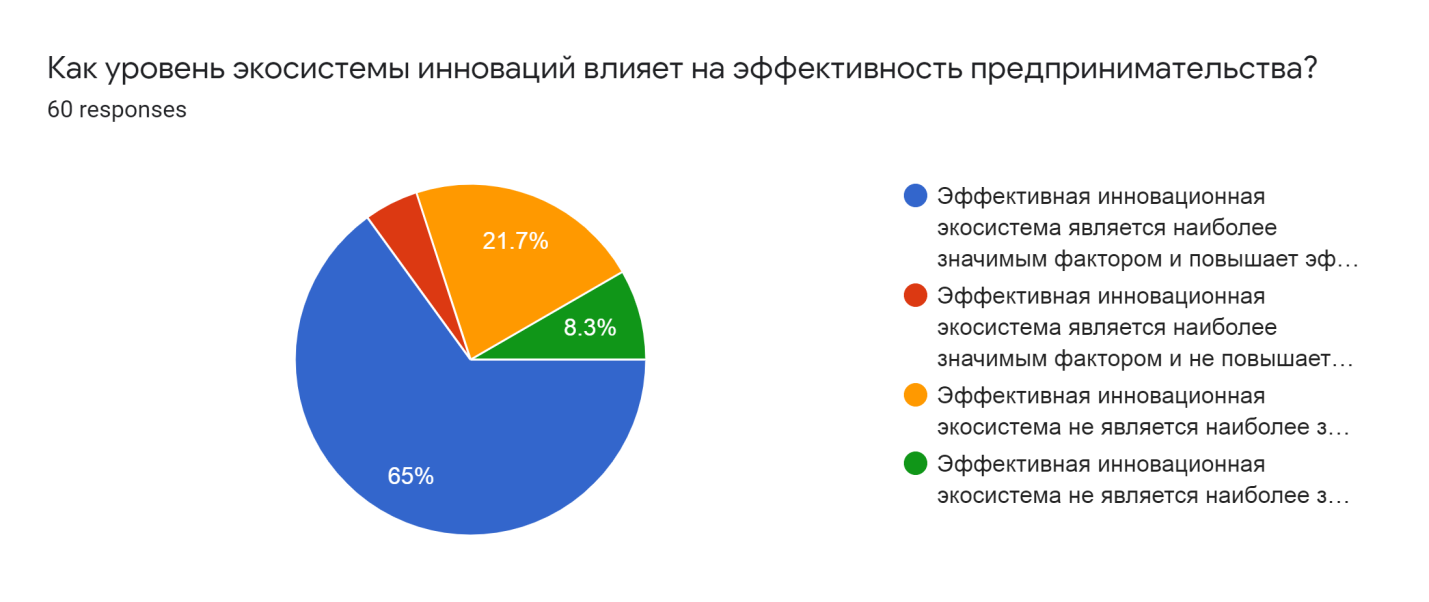 Как уровень экосистемы инноваций влияет на эффективность предпринимательства?
60 responses
21.7%
8.3%
65%
Эффективная инновационная
экосистема является наиболее
значимым фактором и повышает эф…
Эффективная инновационная
экосистема является наиболее
значимым фактором и не повышает…
Эффективная инновационная
экосистема не является наиболее з…
Эффективная инновационная
экосистема не является наиболее з…